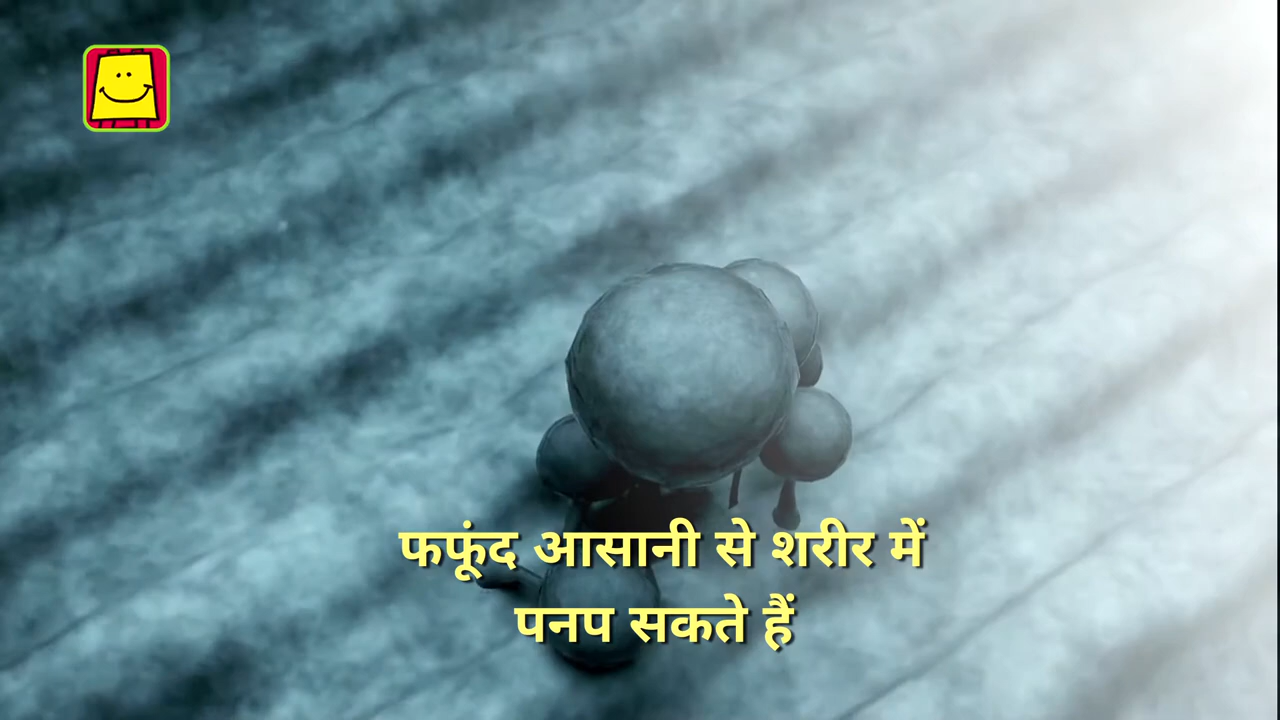 फफूंद आसानी से शरीर में
पनप सकते हैं